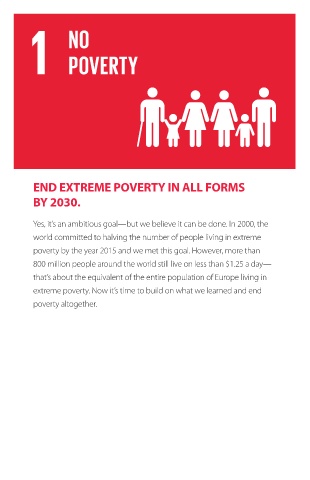 1 NO
POVERTY
END EXTREME POVERTY IN ALL FORMS
BY 2030.
Yes, it's an ambitious goal—but we believe it can be done. In 2000, the
world committed to halving the number of people living in extreme
poverty by the year 2015 and we met this goal. However, more than
800 million people around the world still live on less than $1.25 a day—
that's about the equivalent of the entire population of Europe living in
extreme poverty. Now it's time to build on what we learned and end
poverty altogether.